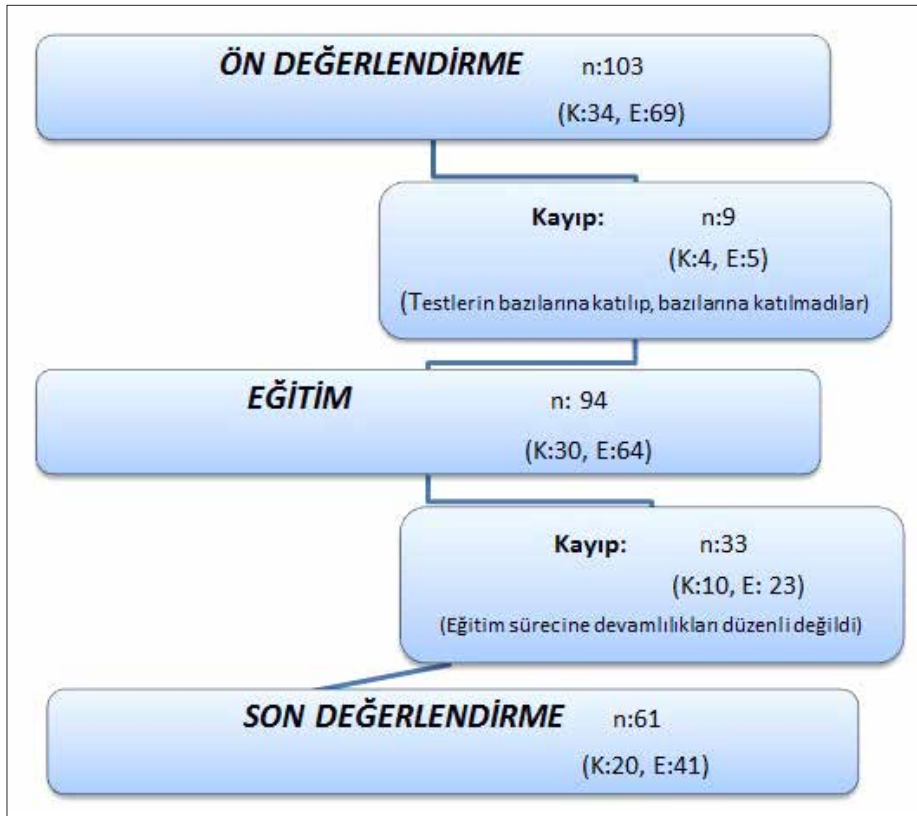 ÖN DEĞERLENDİRME n:103
(K:34, E:69)
Kayıp: n:9
(K:4, E:5)
(Testlerin bazılarına katılıp, bazılarına katılmadılar)
EĞİTİM n: 94
(K:30, E:64)
Kayıp: n:33
(K:10, E: 23)
(Eğitim sürecine devamlılıkları düzenli değildi)
SON DEĞERLENDİRME n:61
(K:20, E:41)